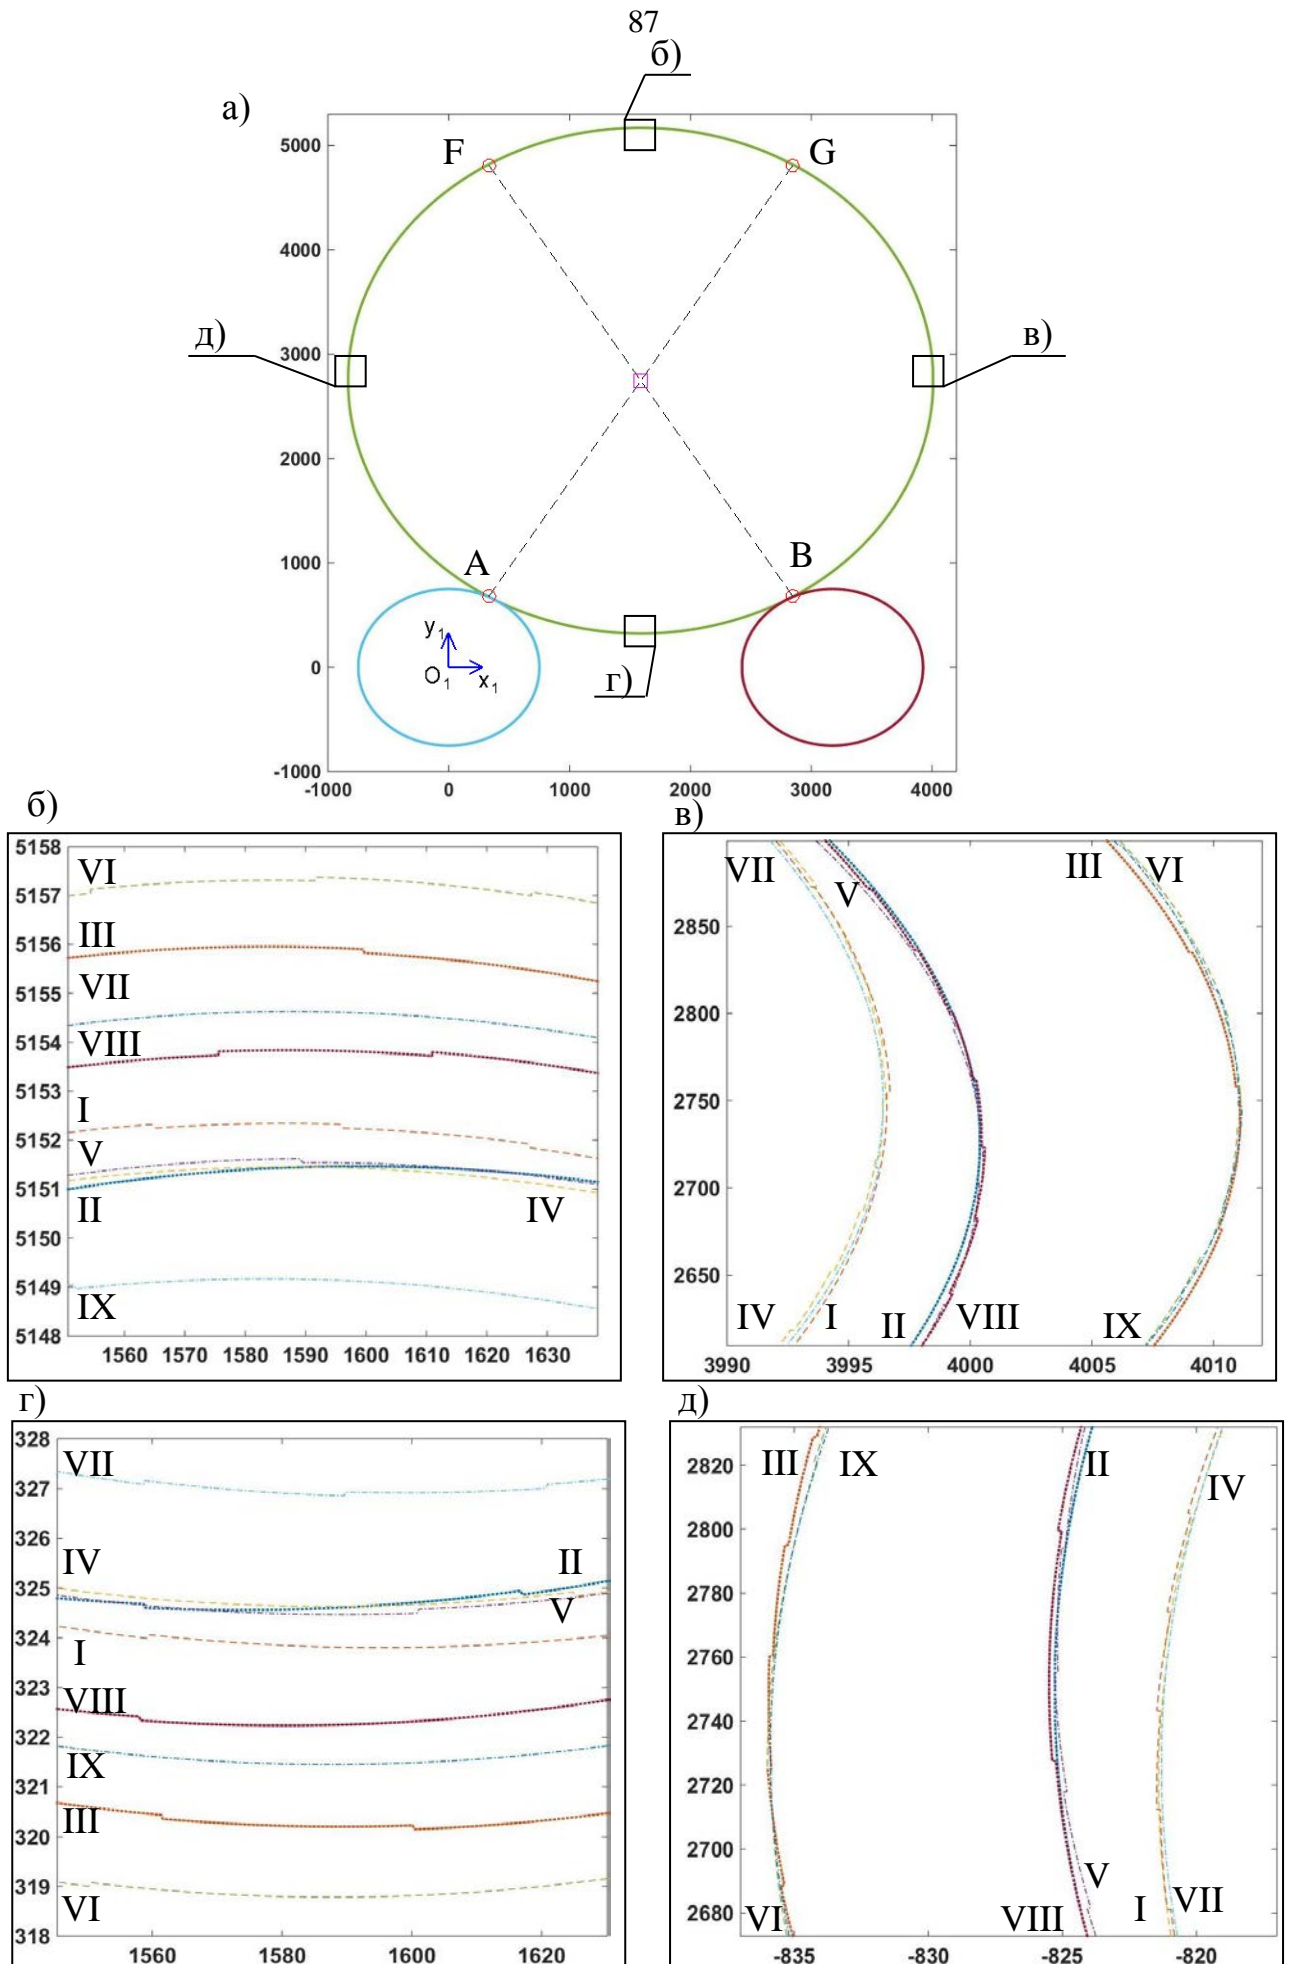 87
б)
а)
5000
F
G
4000
д)
в)
3000
2000
A
B
1000
y1
0
O1
x1
г)
-1000
-1000 0 1000 2000 3000 4000
б)
в)
5158
VI
5157
III
5156
VII
5155
5154
VIII
5153
I
5152
V
5151
II
IV
5150
5149
IX
5148
1560 1570 1580 1590 1600 1610 1620 1630
VII
III
VI
V
2850
2800
2750
2700
2650
IV
I
II
VIII
IX
3990 3995 4000 4005 4010
г)
д)
328
VII
327
326
IV
II
325
V
324
I
323
VIII
322
IX
321
III
320
319
VI
318
1560 1580 1600 1620
III
IX
II
IV
2820
2800
2780
2760
2740
2720
2700
V
2680
VI
VIII
I
VII
-835 -830 -825 -820